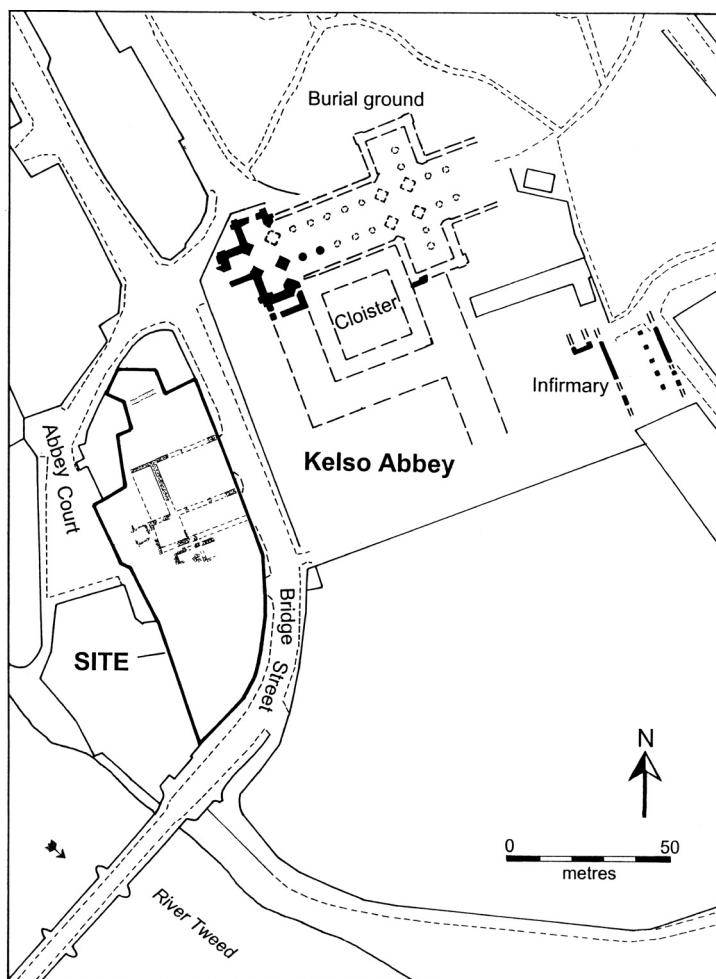 Burial ground
Cloister
Infirmary
Kelso Abbey
Abbey Court
Bridge Street
SITE
N
0 50
metres
River Tweed